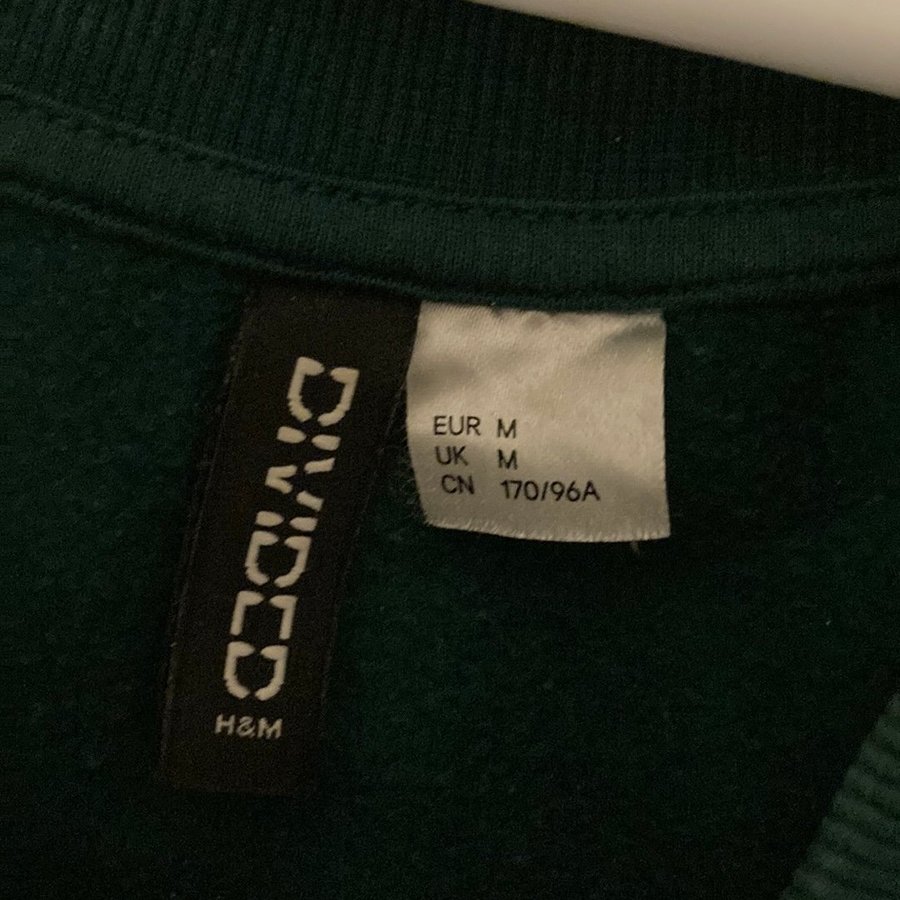 DIVIDED
H&M
EUR M
UK M
CN 170/96A